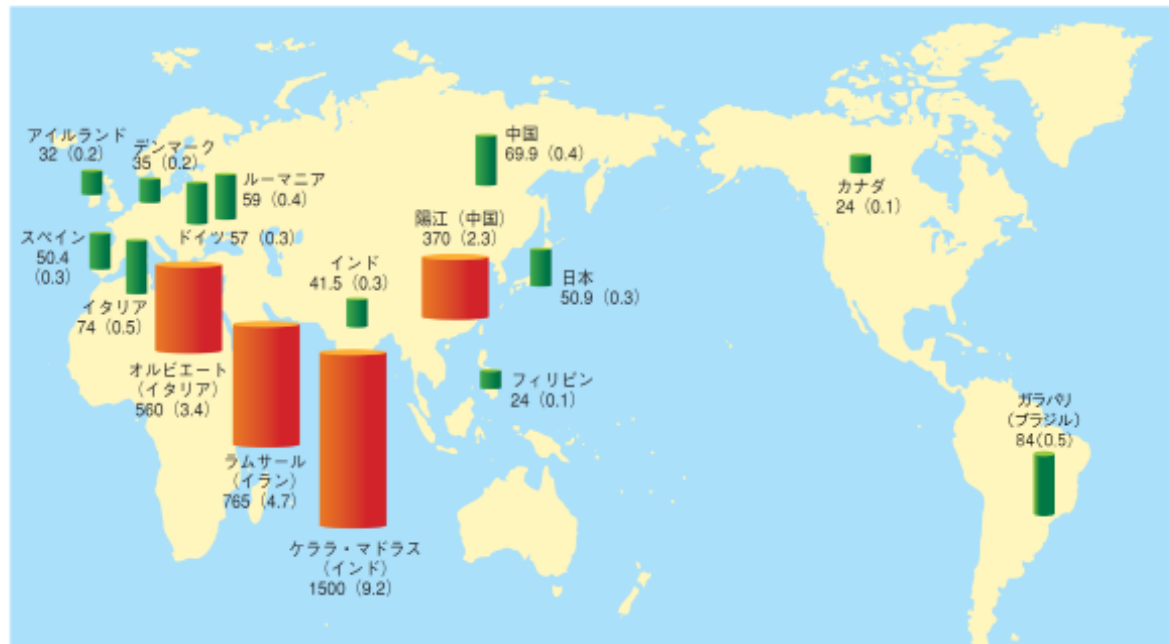 アイルランド
32（0.2）
デンマーク
35（0.2）
ルーマニア
59（0.4）
ドイツ 57（0.3）
スペイン
50.4
（0.3）
イタリア
74（0.5）
オルビエート
（イタリア）
560（3.4）
ラムサール
（イラン）
765（4.7）
インド
41.5（0.3）
ケララ・マドラス
（インド）
1500（9.2）
中国
69.9（0.4）
陽江（中国）
370（2.3）
日本
50.9（0.3）
フィリピン
24（0.1）
カナダ
24（0.1）
ガラパリ
（ブラジル）
84(0.5)